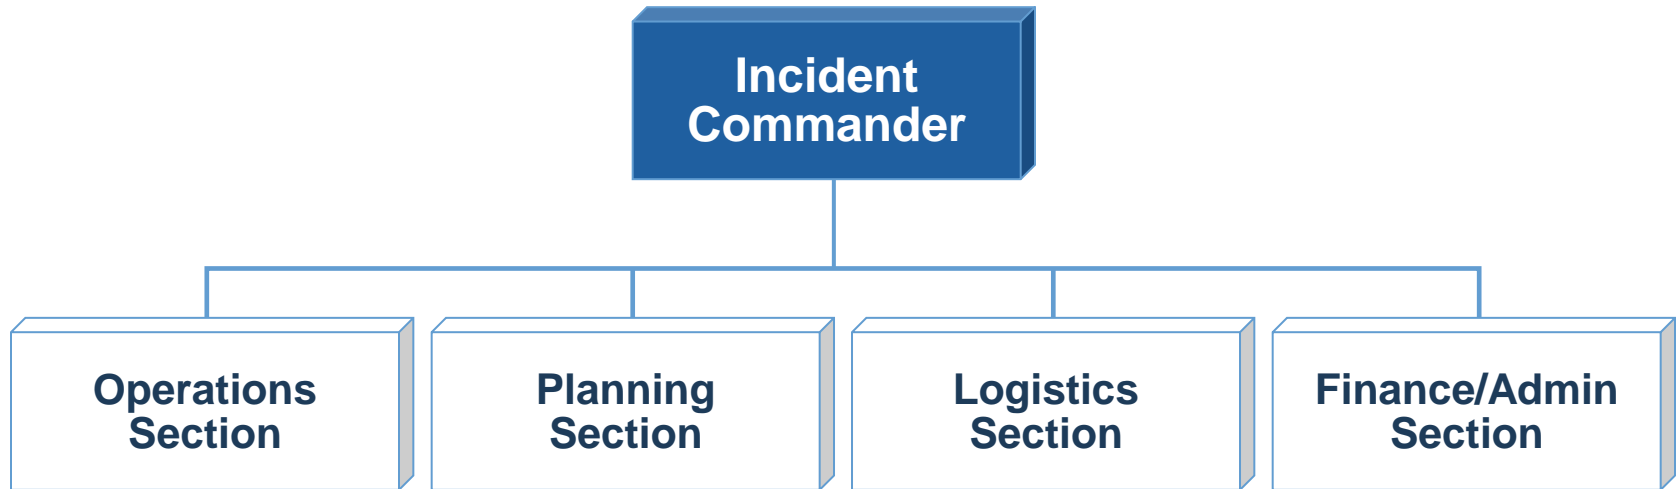 Incident
Commander
Operations
Section
Planning
Section
Logistics
Section
Finance/Admin
Section